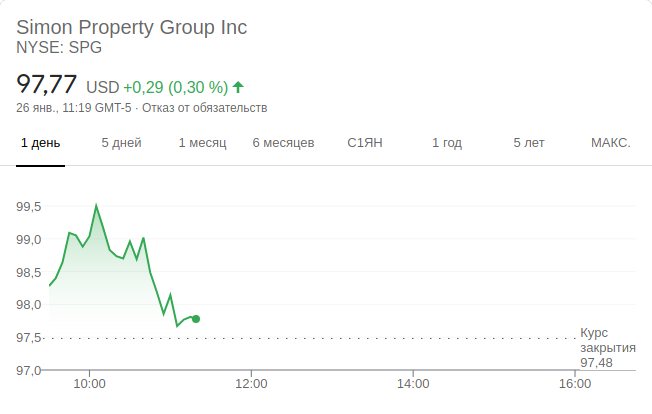 Simon Property Group Inc
NYSE: SPG
97,77 USD +0,29 (0,30 %)
26 янв., 11:19 GMT-5 · Отказ от обязательств
1 день 5 дней 1 месяц 6 месяцев С1ЯН 1 год 5 лет МАКС.
99,5
99,0
98,5
98,0
97,5
Курс
закрытия
97,48
97,0
10:00 12:00 14:00 16:00